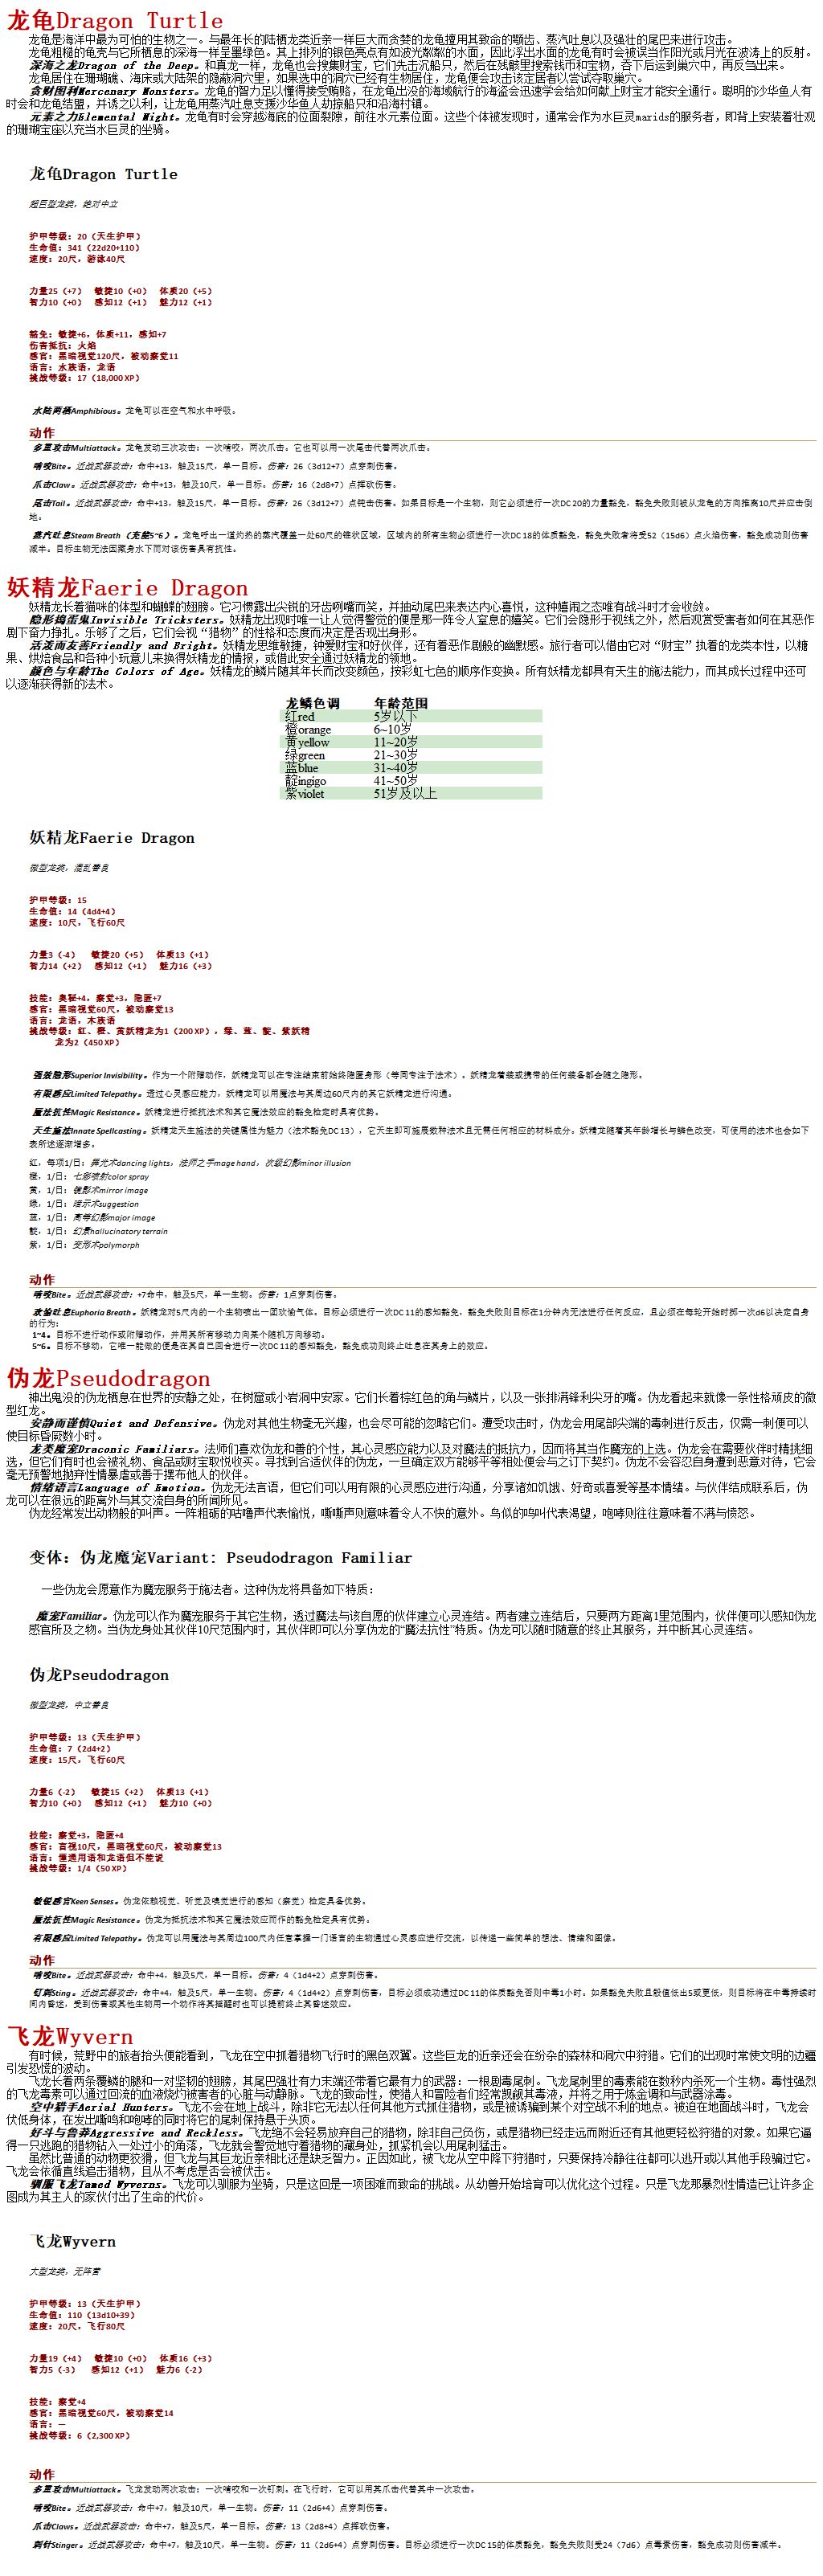 龙龟Dragon Turtle
龙龟是海洋中最为可怕的生物之一。与最年长的陆栖龙类近亲一样巨大而贪婪的龙龟擅用其致命的颚齿、蒸汽吐息以及强壮的尾巴来进行攻击。
龙龟粗糙的龟壳与它所栖息的深海一样呈墨绿色。其上排列的银色亮点有如波光粼粼的水面，因此浮出水面的龙龟有时会被误当作阳光或月光在波涛上的反射。
深海之龙Dragon of the Deep。和真龙一样，龙龟也会搜集财宝，它们先击沉船只，然后在残骸里搜索钱币和宝物，吞下后运到巢穴中，再反刍出来。
龙龟居住在珊瑚礁、海床或大陆架的隐蔽洞穴里，如果选中的洞穴已经有生物居住，龙龟便会攻击该定居者以尝试夺取巢穴。
贪财图利Mercenary Monsters。龙龟的智力足以懂得接受贿赂，在龙龟出没的海域航行的海盗会迅速学会给如何献上财宝才能安全通行。聪明的沙华鱼人有
时会和龙龟结盟，并诱之以利，让龙龟用蒸汽吐息支援沙华鱼人劫掠船只和沿海村镇。
元素之力Elemental Might。龙龟有时会穿越海底的位面裂隙，前往水元素位面。这些个体被发现时，通常会作为水巨灵marids的服务者，即背上安装着壮观
的珊瑚宝座以充当水巨灵的坐骑。
龙龟Dragon Turtle
超巨型龙类，绝对中立
护甲等级：20（天生护甲）
生命值：341（22d20+110）
速度：20尺，游泳40尺
力量25（+7） 敏捷10（+0） 体质20（+5）
智力10（+0） 感知12（+1） 魅力12（+1）
豁免：敏捷+6，体质+11，感知+7
伤害抵抗：火焰
感官：黑暗视觉120尺，被动察觉11
语言：水族语，龙语
挑战等级：17（18,000 XP）
水陆两栖Amphibious。龙龟可以在空气和水中呼吸。
动作
多重攻击Multiattack。龙龟发动三次攻击：一次啃咬，两次爪击。它也可以用一次尾击代替两次爪击。
啃咬Bite。近战武器攻击：命中+13，触及15尺，单一目标。伤害：26（3d12+7）点穿刺伤害。
爪击Claw。近战武器攻击：命中+13，触及10尺，单一目标。伤害：16（2d8+7）点挥砍伤害。
尾击Tail。近战武器攻击：命中+13，触及15尺，单一目标。伤害：26（3d12+7）点钝击伤害。如果目标是一个生物，则它必须进行一次DC 20的力量豁免，豁免失败则被从龙龟的方向推离10尺并应击倒
地。
蒸汽吐息Steam Breath（充能5~6）。龙龟呼出一道灼热的蒸汽覆盖一处60尺的锥状区域，区域内的所有生物必须进行一次DC 18的体质豁免，豁免失败者将受52（15d6）点火焰伤害，豁免成功则伤害
减半。目标生物无法因藏身水下而对该伤害具有抗性。
妖精龙Faerie Dragon
妖精龙长着猫咪的体型和蝴蝶的翅膀。它习惯露出尖锐的牙齿咧嘴而笑，并抽动尾巴来表达内心喜悦，这种嬉闹之态唯有战斗时才会收敛。
隐形捣蛋鬼Invisible Tricksters。妖精龙出现时唯一让人觉得警觉的便是那一阵令人窒息的嬉笑。它们会隐形于视线之外，然后观赏受害者如何在其恶作
剧下奋力挣扎。乐够了之后，它们会视“猎物”的性格和态度而决定是否现出身形。
活泼而友善Friendly and Bright。妖精龙思维敏捷，钟爱财宝和好伙伴，还有着恶作剧般的幽默感。旅行者可以借由它对“财宝”执着的龙类本性，以糖
果、烘焙食品和各种小玩意儿来换得妖精龙的情报，或借此安全通过妖精龙的领地。
颜色与年龄The Colors of Age。妖精龙的鳞片随其年长而改变颜色，按彩虹七色的顺序作变换。所有妖精龙都具有天生的施法能力，而其成长过程中还可
以逐渐获得新的法术。
龙鳞色调 年龄范围
红red 5岁以下
橙orange 6~10岁
黄yellow 11~20岁
绿green 21~30岁
蓝blue 31~40岁
靛ingigo 41~50岁
紫violet 51岁及以上
妖精龙Faerie Dragon
微型龙类，混乱善良
护甲等级：15
生命值：14（4d4+4）
速度：10尺，飞行60尺
力量3（-4） 敏捷20（+5） 体质13（+1）
智力14（+2） 感知12（+1） 魅力16（+3）
技能：奥秘+4，察觉+3，隐匿+7
感官：黑暗视觉60尺，被动察觉13
语言：龙语，木族语
挑战等级：红、橙、黄妖精龙为1（200 XP），绿、蓝、靛、紫妖精
龙为2（450 XP）
强效隐形Superior Invisibility。作为一个附赠动作，妖精龙可以在专注结束前始终隐匿身形（等同专注于法术）。妖精龙着装或携带的任何装备都会随之隐形。
有限感应Limited Telepathy。透过心灵感应能力，妖精龙可以用魔法与其周边60尺内的其它妖精龙进行沟通。
魔法抗性Magic Resistance。妖精龙进行抵抗法术和其它魔法效应的豁免检定时具有优势。
天生施法Innate Spellcasting。妖精龙天生施法的关键属性为魅力（法术豁免DC 13），它天生即可施展数种法术且无需任何相应的材料成分。妖精龙随着其年龄增长与鳞色改变，可使用的法术也会如下
表所述逐渐增多。
红，每项1/日：舞光术dancing lights，法师之手mage hand，次级幻影minor illusion
橙，1/日：七彩喷射color spray
黄，1/日：镜影术mirror image
绿，1/日：暗示术suggestion
蓝，1/日：高等幻影major image
靛，1/日：幻景hallucinatory terrain
紫，1/日：变形术polymorph
动作
啃咬Bite。近战武器攻击：+7命中，触及5尺，单一生物。伤害：1点穿刺伤害。
欢愉吐息Euphoria Breath。妖精龙对5尺内的一个生物喷出一团欢愉气体。目标必须进行一次DC 11的感知豁免，豁免失败则目标在1分钟内无法进行任何反应，且必须在每轮开始时掷一次d6以决定自身
的行为：
1~4。目标不进行动作或附赠动作，并用其所有移动力向某个随机方向移动。
5~6。目标不移动，它唯一能做的便是在其自己回合进行一次DC 11的感知豁免，豁免成功则终止吐息在其身上的效应。
伪龙Pseudodragon
神出鬼没的伪龙栖息在世界的安静之处，在树窟或小岩洞中安家。它们长着棕红色的角与鳞片，以及一张排满锋利尖牙的嘴。伪龙看起来就像一条性格顽皮的微
型红龙。
安静而谨慎Quiet and Defensive。伪龙对其他生物毫无兴趣，也会尽可能的忽略它们。遭受攻击时，伪龙会用尾部尖端的毒刺进行反击，仅需一刺便可以
使目标昏厥数小时。
龙类魔宠Draconic Familiars。法师们喜欢伪龙和善的个性，其心灵感应能力以及对魔法的抵抗力，因而将其当作魔宠的上选。伪龙会在需要伙伴时精挑细
选，但它们有时也会被礼物、食品或财宝取悦收买。寻找到合适伙伴的伪龙，一旦确定双方能够平等相处便会与之订下契约。伪龙不会容忍自身遭到恶意对待，它会
毫无预警地抛弃性情暴虐或善于摆布他人的伙伴。
情绪语言Language of Emotion。伪龙无法言语，但它们可以用有限的心灵感应进行沟通，分享诸如饥饿、好奇或喜爱等基本情绪。与伙伴结成联系后，伪
龙可以在很远的距离外与其交流自身的所闻所见。
伪龙经常发出动物般的叫声。一阵粗砺的咕噜声代表愉悦，嘶嘶声则意味着令人不快的意外。鸟似的鸣叫代表渴望，咆哮则往往意味着不满与愤怒。
变体：伪龙魔宠Variant: Pseudodragon Familiar
一些伪龙会愿意作为魔宠服务于施法者。这种伪龙将具备如下特质：
魔宠Familiar。伪龙可以作为魔宠服务于其它生物，透过魔法与该自愿的伙伴建立心灵连结。两者建立连结后，只要两方距离1里范围内，伙伴便可以感知伪龙
感官所及之物。当伪龙身处其伙伴10尺范围内时，其伙伴即可以分享伪龙的“魔法抗性”特质。伪龙可以随时随意的终止其服务，并中断其心灵连结。
伪龙Pseudodragon
微型龙类，中立善良
护甲等级：13（天生护甲）
生命值：7（2d4+2）
速度：15尺，飞行60尺
力量6（-2） 敏捷15（+2） 体质13（+1）
智力10（+0） 感知12（+1） 魅力10（+0）
技能：察觉+3，隐匿+4
感官：盲视10尺，黑暗视觉60尺，被动察觉13
语言：懂通用语和龙语但不能说
挑战等级：1/4（50 XP）
敏锐感官Keen Senses。伪龙依赖视觉、听觉及嗅觉进行的感知（察觉）检定具备优势。
魔法抗性Magic Resistance。伪龙为抵抗法术和其它魔法效应而作的豁免检定具有优势。
有限感应Limited Telepathy。伪龙可以用魔法与其周边100尺内任意掌握一门语言的生物通过心灵感应进行交流，以传递一些简单的想法、情绪和图像。
动作
啃咬Bite。近战武器攻击：命中+4，触及5尺，单一目标。伤害：4（1d4+2）点穿刺伤害。
钉刺Sting。近战武器攻击：命中+4，触及5尺，单一生物。伤害：4（1d4+2）点穿刺伤害，目标必须成功通过DC 11的体质豁免否则中毒1小时。如果豁免失败且骰值低出5或更低，则目标将在中毒持续时
间内昏迷，受到伤害或其他生物用一个动作将其摇醒时也可以提前终止其昏迷效应。
飞龙Wyvern
有时候，荒野中的旅者抬头便能看到，飞龙在空中抓着猎物飞行时的黑色双翼。这些巨龙的近亲还会在纷杂的森林和洞穴中狩猎。它们的出现时常使文明的边疆
引发恐慌的波动。
飞龙长着两条覆鳞的腿和一对坚韧的翅膀，其尾巴强壮有力末端还带着它最有力的武器：一根剧毒尾刺。飞龙尾刺里的毒素能在数秒内杀死一个生物。毒性强烈
的飞龙毒素可以通过回流的血液烧灼被害者的心脏与动静脉。飞龙的致命性，使猎人和冒险者们经常觊觎其毒液，并将之用于炼金调和与武器涂毒。
空中猎手Aerial Hunters。飞龙不会在地上战斗，除非它无法以任何其他方式抓住猎物，或是被诱骗到某个对空战不利的地点。被迫在地面战斗时，飞龙会
伏低身体，在发出嘶鸣和咆哮的同时将它的尾刺保持悬于头顶。
好斗与鲁莽Aggressive and Reckless。飞龙绝不会轻易放弃自己的猎物，除非自己负伤，或是猎物已经走远而附近还有其他更轻松狩猎的对象。如果它逼
得一只逃跑的猎物钻入一处过小的角落，飞龙就会警觉地守着猎物的藏身处，抓紧机会以用尾刺猛击。
虽然比普通的动物更狡猾，但飞龙与其巨龙近亲相比还是缺乏智力。正因如此，被飞龙从空中降下狩猎时，只要保持冷静往往都可以逃开或以其他手段骗过它。
飞龙会依循直线追击猎物，且从不考虑是否会被伏击。
驯服飞龙Tamed Wyverns。飞龙可以驯服为坐骑，只是这回是一项困难而致命的挑战。从幼兽开始培育可以优化这个过程。只是飞龙那暴烈性情造已让许多企
图成为其主人的家伙付出了生命的代价。
飞龙Wyvern
大型龙类，无阵营
护甲等级：13（天生护甲）
生命值：110（13d10+39）
速度：20尺，飞行80尺
力量19（+4） 敏捷10（+0） 体质16（+3）
智力5（-3） 感知12（+1） 魅力6（-2）
技能：察觉+4
感官：黑暗视觉60尺，被动察觉14
语言：—
挑战等级：6（2,300 XP）
动作
多重攻击Multiattack。飞龙发动两次攻击：一次啃咬和一次钉刺。在飞行时，它可以用其爪击代替其中一次攻击。
啃咬Bite。近战武器攻击：命中+7，触及10尺，单一生物。伤害：11（2d6+4）点穿刺伤害。
爪击Claws。近战武器攻击：命中+7，触及5尺，单一目标。伤害：13（2d8+4）点挥砍伤害。
刺针Stinger。近战武器攻击：命中+7，触及10尺，单一生物。伤害：11（2d6+4）点穿刺伤害。目标必须进行一次DC 15的体质豁免，豁免失败则受24（7d6）点毒素伤害，豁免成功则伤害减半。